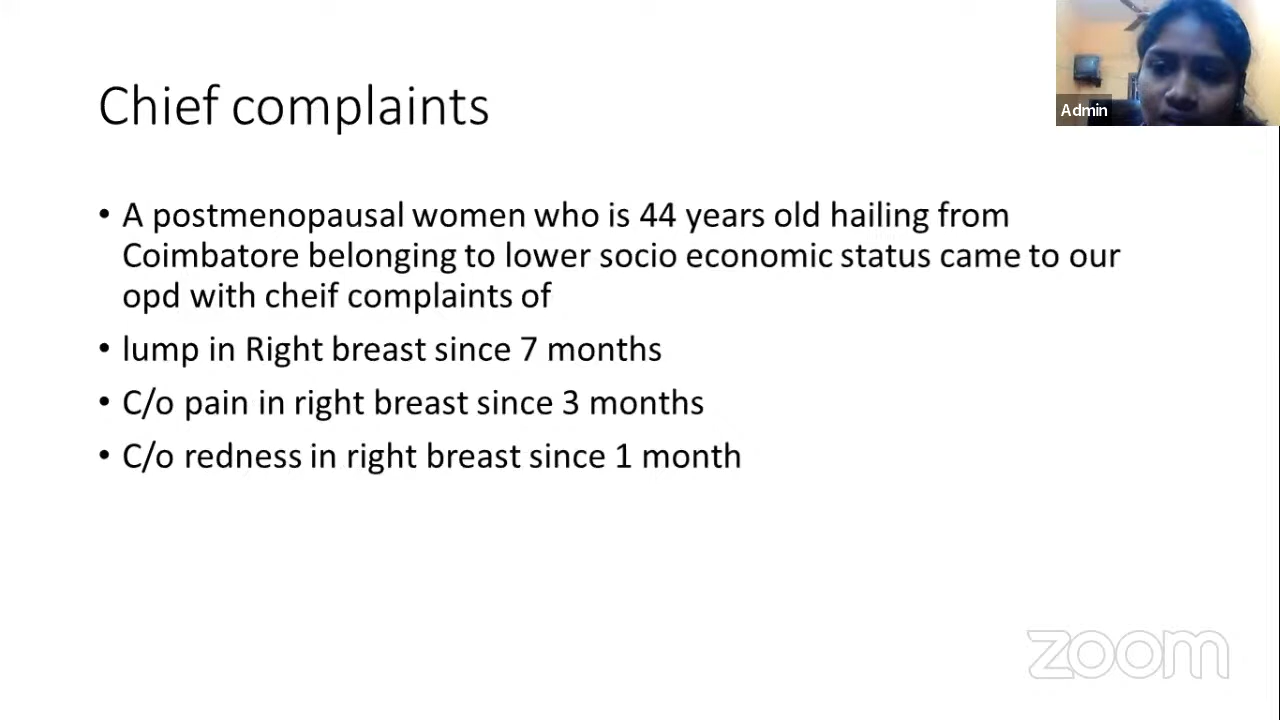 Chief complaints
Admin
• A postmenopausal women who is 44 years old hailing from
Coimbatore belonging to lower socio economic status came to our
opd with cheif complaints of
• lump in Right breast since 7 months
• C/o pain in right breast since 3 months
• C/o redness in right breast since 1 month
zoom